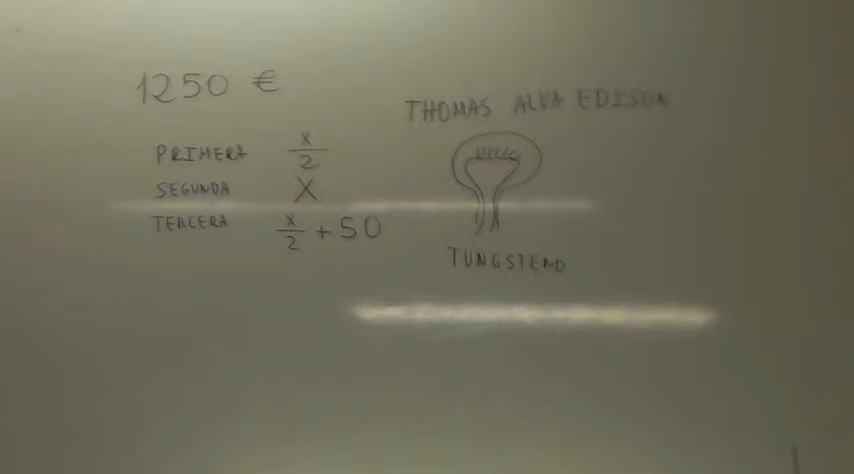 1250 €
PRIMERA x/2
SEGUNDA X
TERCERA x/2 + 50
THOMAS ALVA EDISON
TUNGSTENO